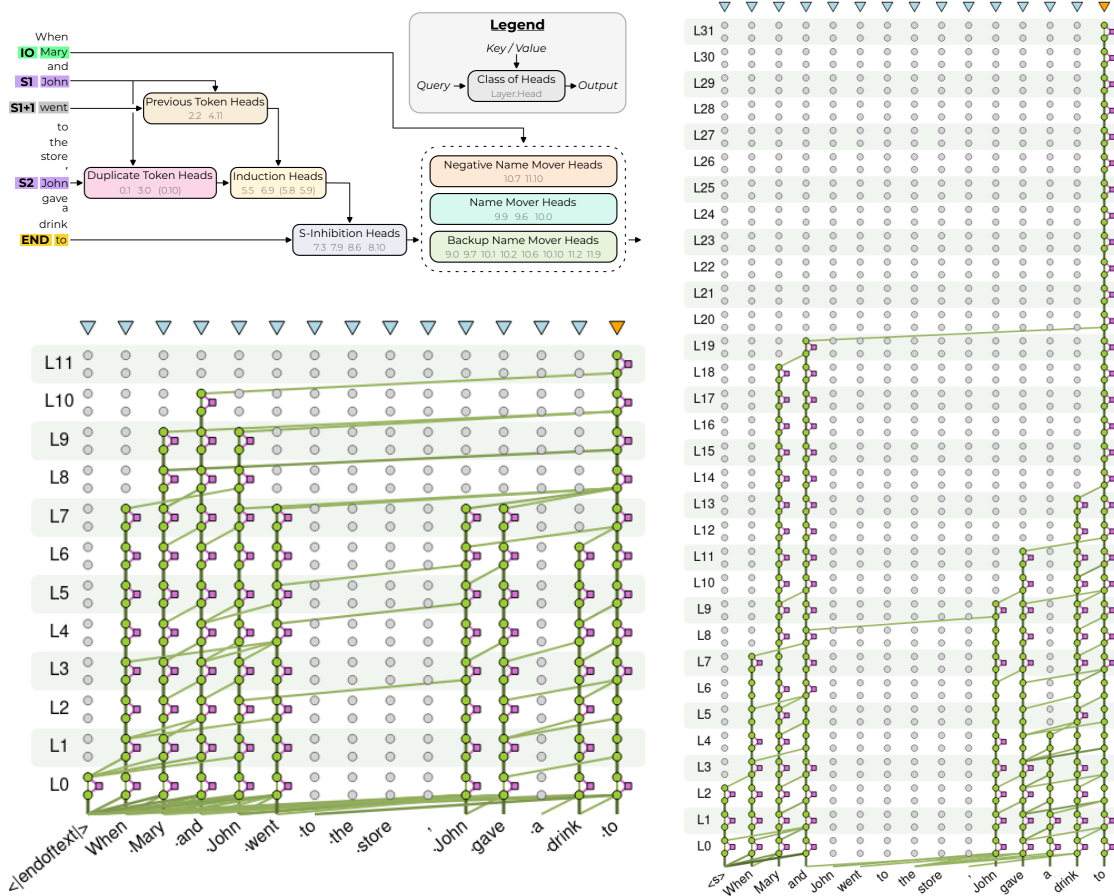 When
IO Mary
and
S1 John
S1+1 went
to
the
store
,
S2 John
gave
a
drink
END to
Previous Token Heads
2.2 4.11
Duplicate Token Heads
0.1 3.0 (0.10)
Induction Heads
5.5 6.9 (5.8 5.9)
S-Inhibition Heads
7.3 7.9 8.6 8.10
Legend
Key / Value
Query
Class of Heads
Layer.Head
Output
Negative Name Mover Heads
10.7 11.10
Name Mover Heads
9.9 9.6 10.0
Backup Name Mover Heads
9.0 9.7 10.1 10.2 10.6 10.10 11.2 11.9
L11
L10
L9
L8
L7
L6
L5
L4
L3
L2
L1
L0
<|endoftext|>
When
·Mary
·and
·John
·went
·to
·the
·store
,
·John
·gave
·a
·drink
·to
L31
L30
L29
L28
L27
L26
L25
L24
L23
L22
L21
L20
L19
L18
L17
L16
L15
L14
L13
L12
L11
L10
L9
L8
L7
L6
L5
L4
L3
L2
L1
L0
<s>
When
Mary
and
John
went
to
the
store
,
John
gave
a
drink
to